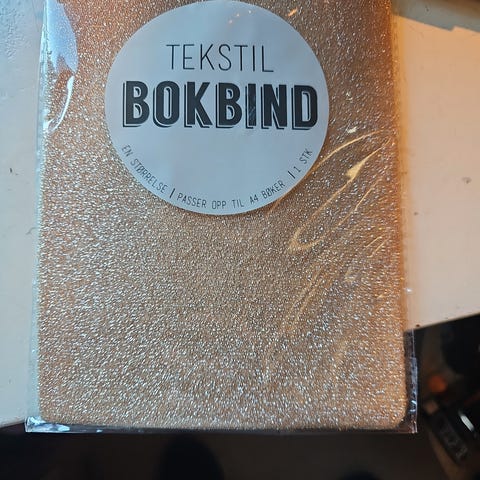 TEKSTIL
BOKBIND
EN STØRRELSE | PASSER OPP TIL A4 BØKER | 1 STK